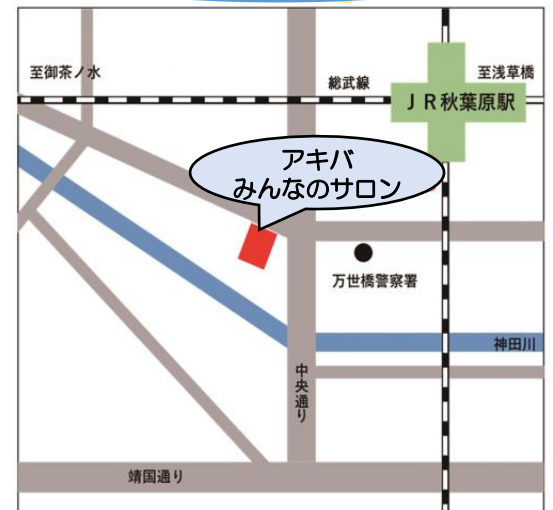 至御茶ノ水
総武線
至浅草橋
JR秋葉原駅
アキバ
みんなのサロン
万世橋警察署
神田川
中央通り
靖国通り